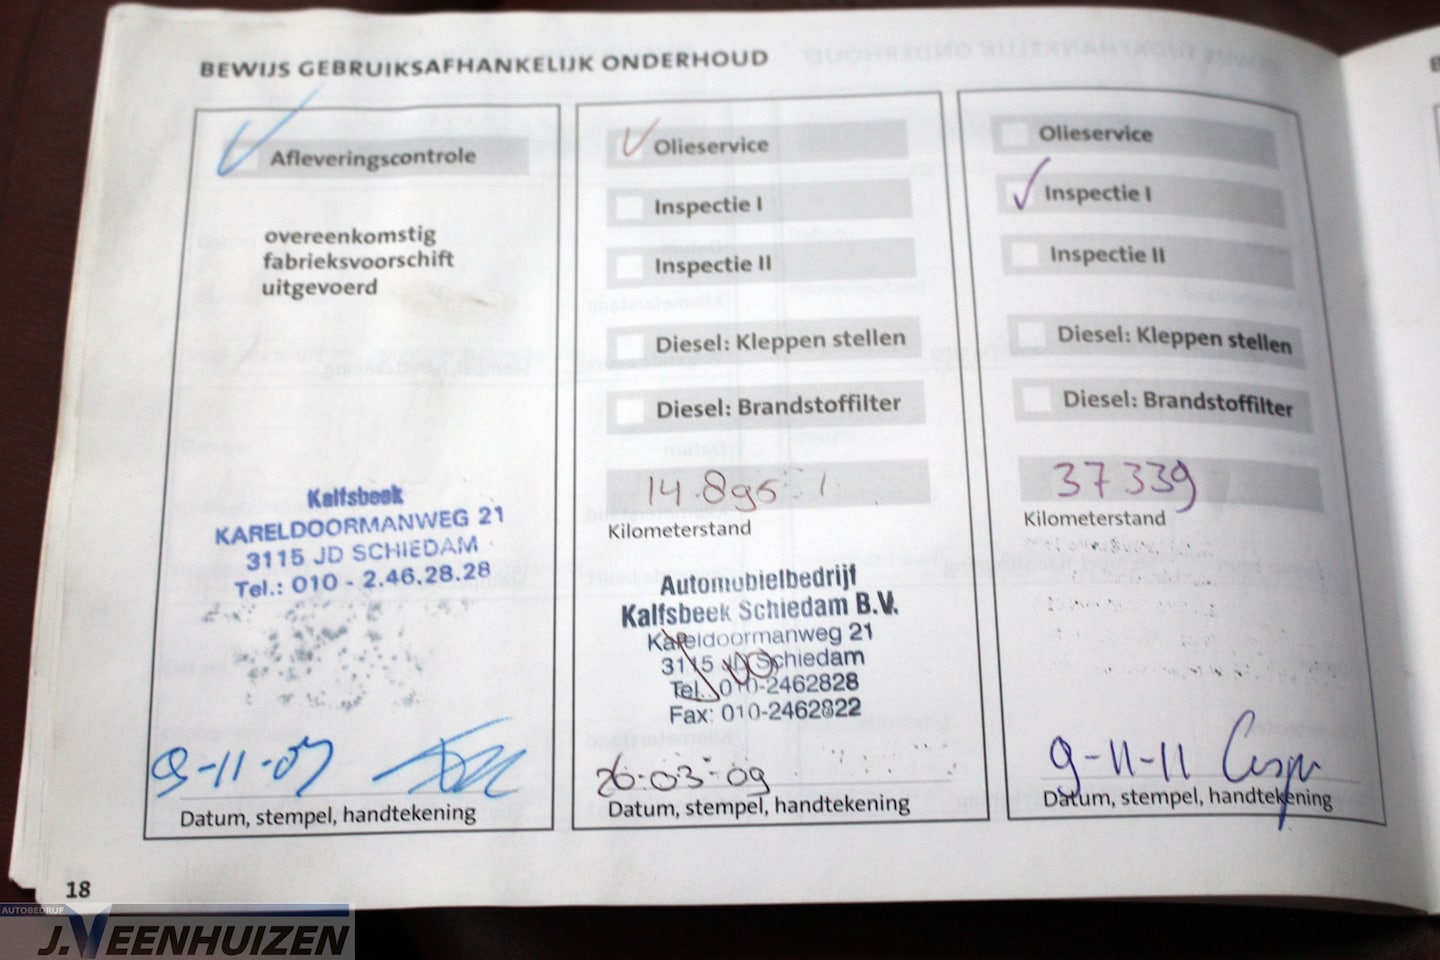 BEWIJS GEBRUIKSAFHANKELIJK ONDERHOUD
Afleveringscontrole
overeenkomstig
fabrieksvoorschift
uitgevoerd
Kalfsbeek
KARELDOORMANWEG 21
3115 JD SCHIEDAM
Tel.: 010 - 2.46.28.28
9-11-07
Datum, stempel, handtekening
Olieservice
Inspectie I
Inspectie II
Diesel: Kleppen stellen
Diesel: Brandstoffilter
14.895
Kilometerstand
Automobielbedrijf
Kalfsbeek Schiedam B.V.
Kareldoormanweg 21
3115 JD Schiedam
Tel. 010-2462828
Fax: 010-2462822
26-03-09
Datum, stempel, handtekening
Olieservice
Inspectie I
Inspectie II
Diesel: Kleppen stellen
Diesel: Brandstoffilter
37339
Kilometerstand
9-11-11
Datum, stempel, handtekening
18
AUTOBEDRIJF
J.VEENHUIZEN